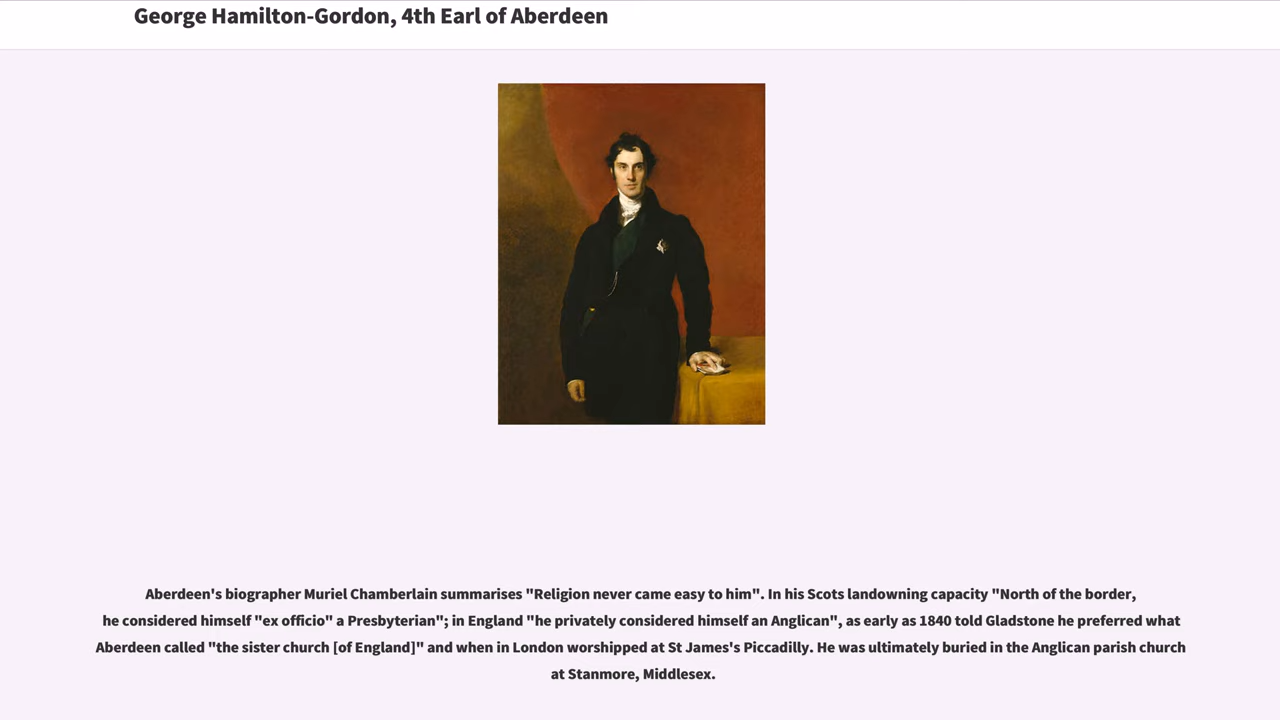 George Hamilton-Gordon, 4th Earl of Aberdeen
Aberdeen's biographer Muriel Chamberlain summarises "Religion never came easy to him". In his Scots landowning capacity "North of the border,
he considered himself "ex officio" a Presbyterian"; in England "he privately considered himself an Anglican", as early as 1840 told Gladstone he preferred what
Aberdeen called "the sister church [of England]" and when in London worshipped at St James's Piccadilly. He was ultimately buried in the Anglican parish church
at Stanmore, Middlesex.